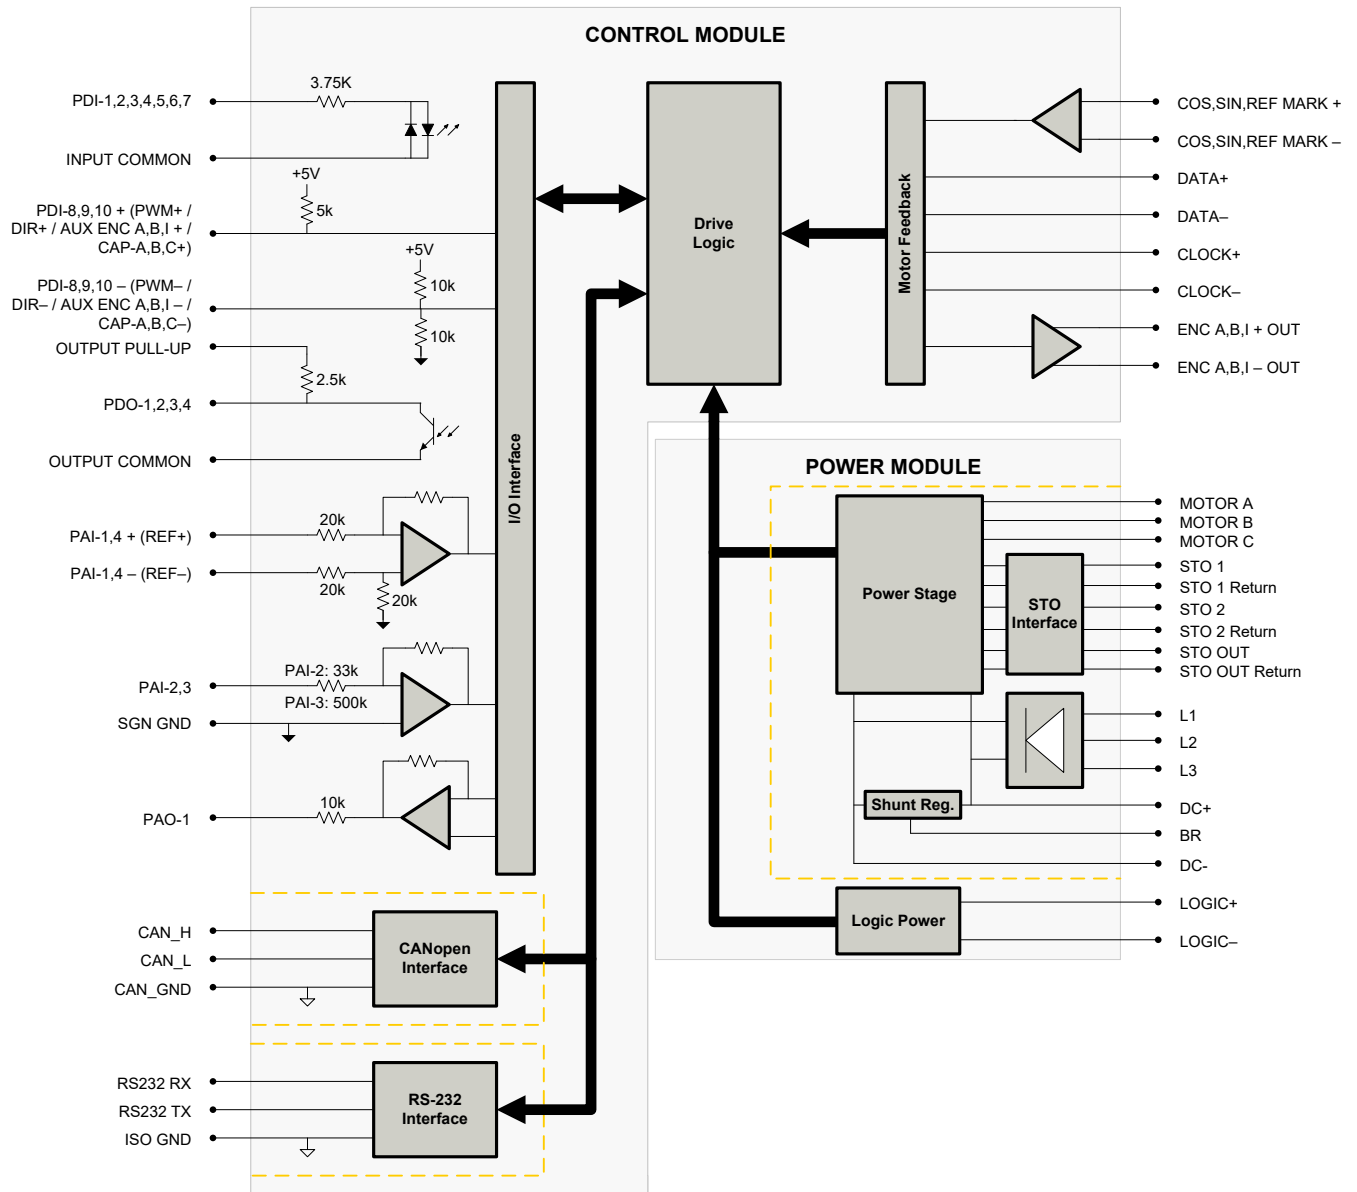 CONTROL MODULE
PDI-1,2,3,4,5,6,7
3.75K
INPUT COMMON
+5V
5k
PDI-8,9,10 + (PWM+ /
DIR+ / AUX ENC A,B,I + /
CAP-A,B,C+)
+5V
10k
PDI-8,9,10 – (PWM– /
DIR– / AUX ENC A,B,I – /
CAP-A,B,C–)
10k
OUTPUT PULL-UP
2.5k
PDO-1,2,3,4
OUTPUT COMMON
PAI-1,4 + (REF+)
20k
PAI-1,4 – (REF–)
20k
20k
PAI-2,3
PAI-2: 33k
PAI-3: 500k
SGN GND
PAO-1
10k
I/O Interface
CAN_H
CAN_L
CAN_GND
CANopen
Interface
RS232 RX
RS232 TX
ISO GND
RS-232
Interface
Drive
Logic
Motor Feedback
COS,SIN,REF MARK +
COS,SIN,REF MARK –
DATA+
DATA–
CLOCK+
CLOCK–
ENC A,B,I + OUT
ENC A,B,I – OUT
POWER MODULE
Power Stage
MOTOR A
MOTOR B
MOTOR C
STO
Interface
STO 1
STO 1 Return
STO 2
STO 2 Return
STO OUT
STO OUT Return
L1
L2
L3
Shunt Reg.
DC+
BR
DC-
Logic Power
LOGIC+
LOGIC–